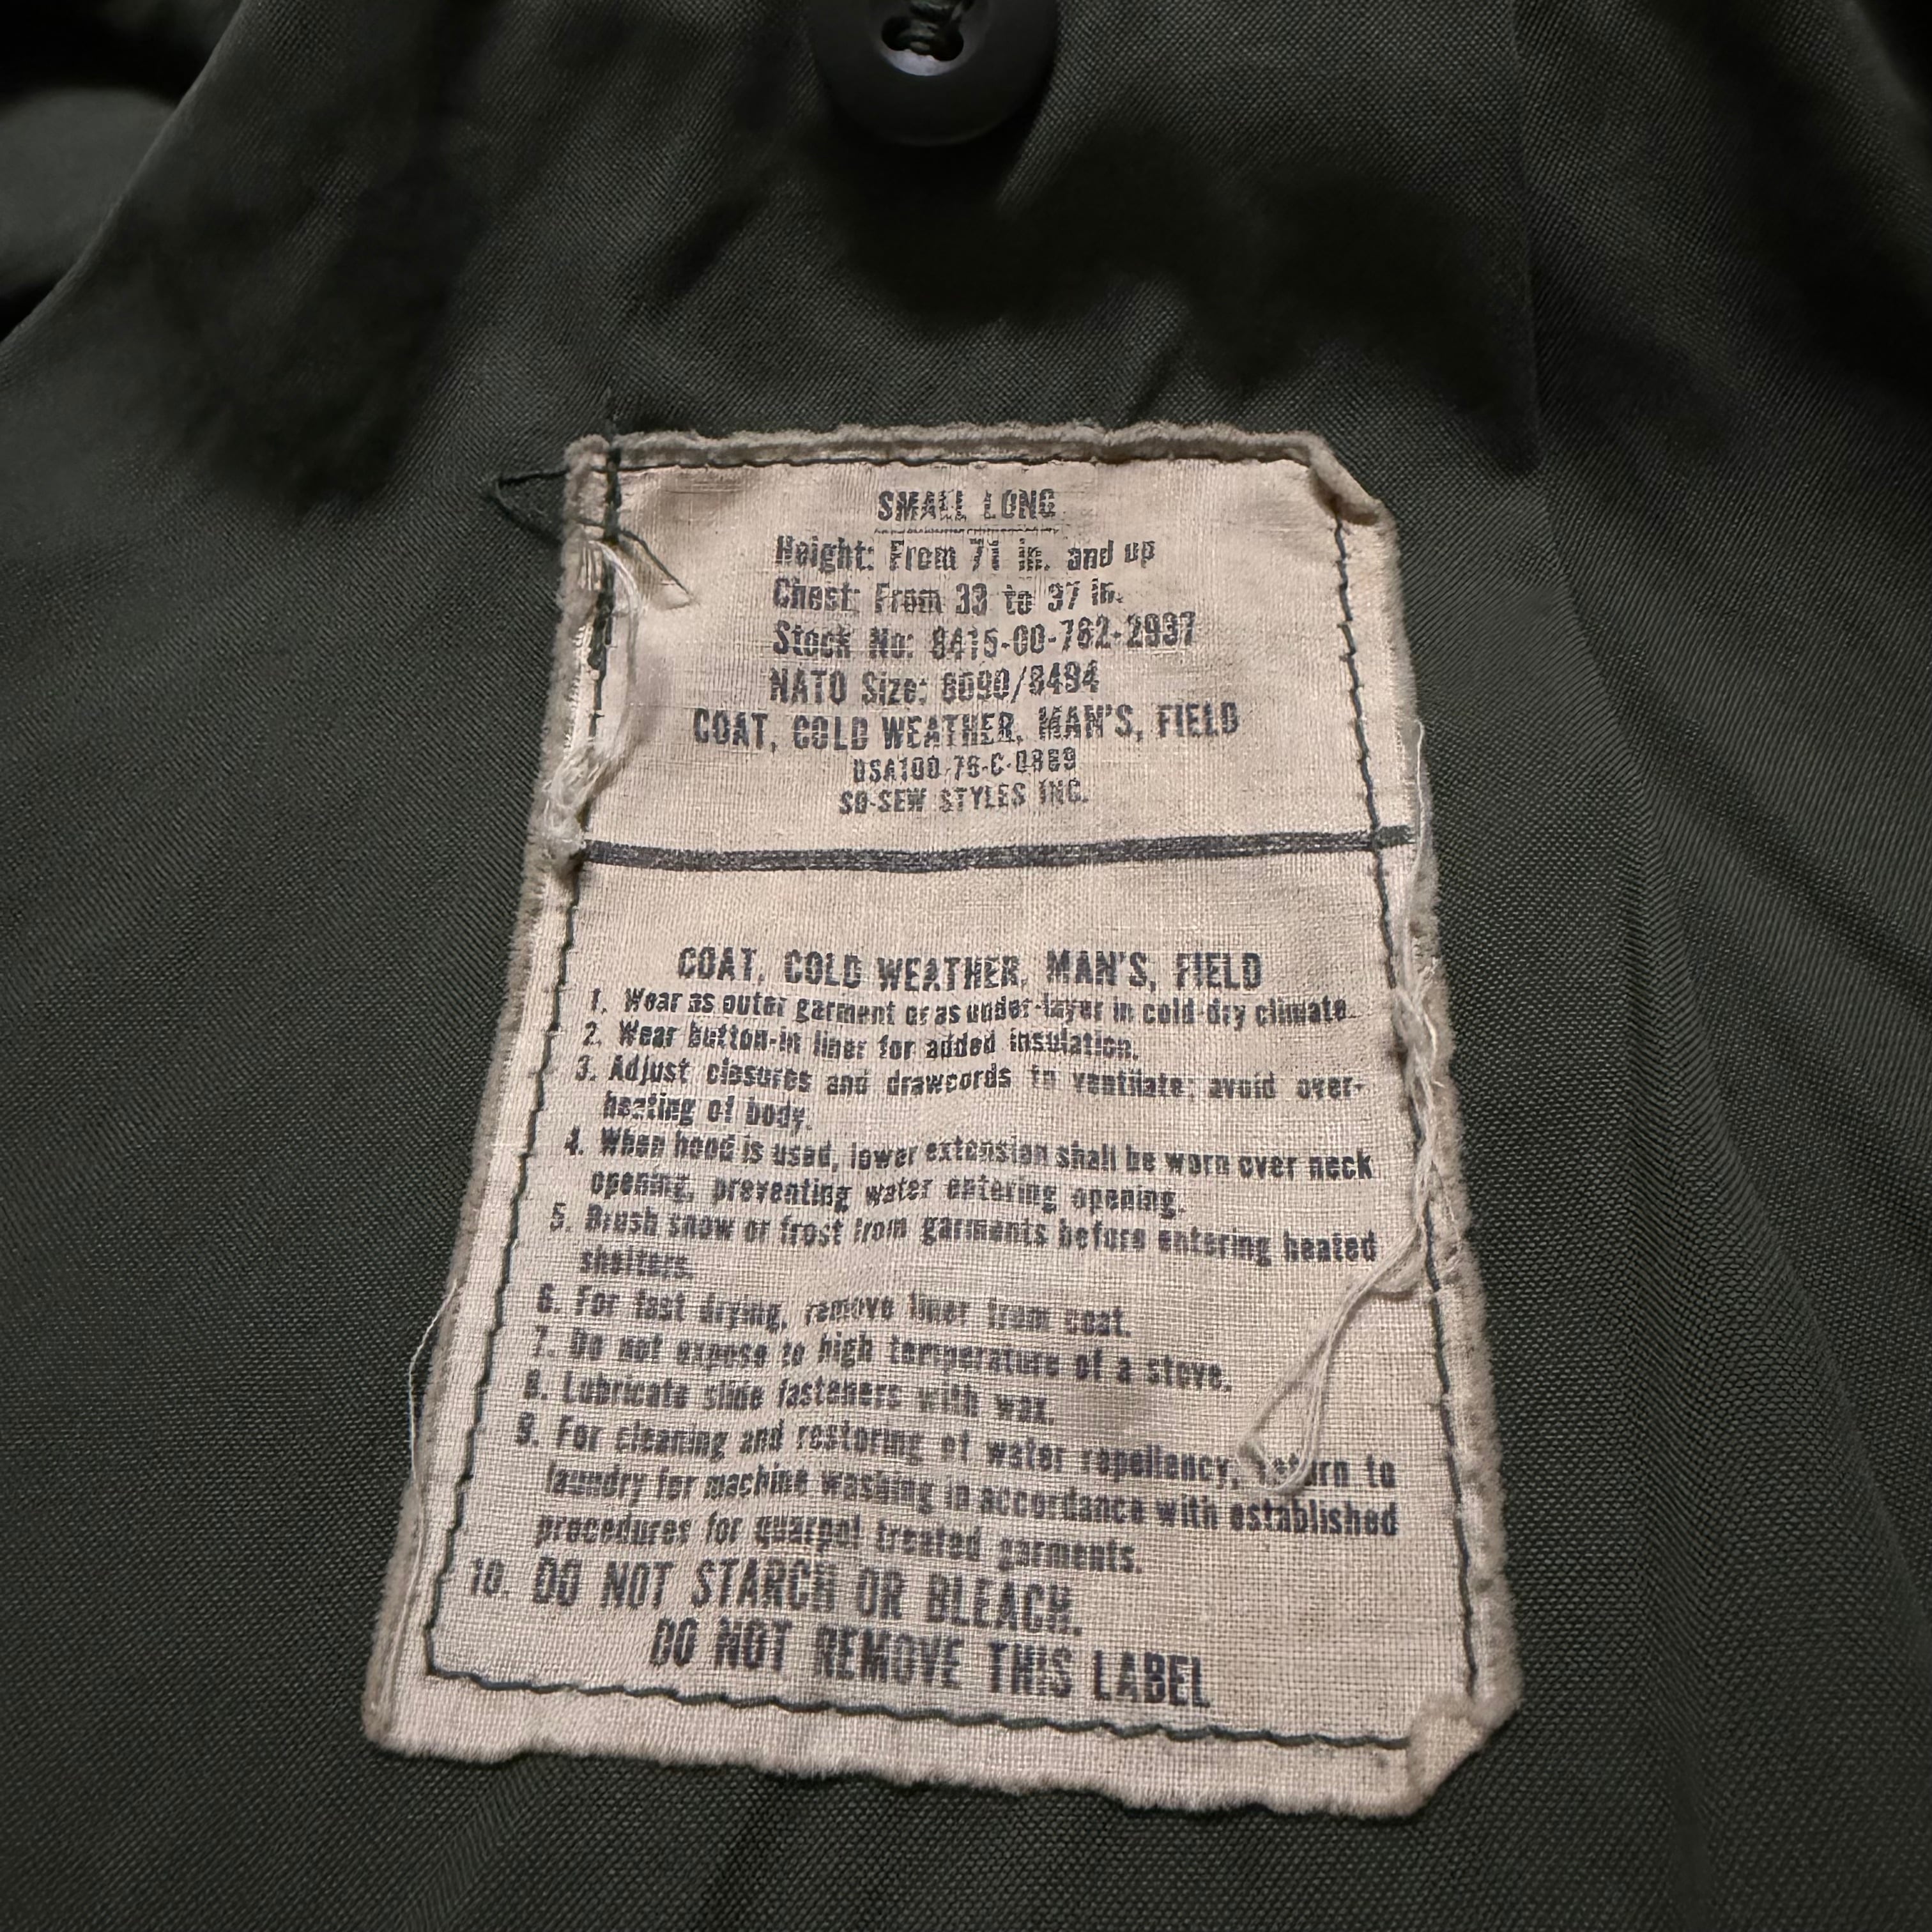 SMALL LONG
Height: From 71 in. and up
Chest: From 33 to 37 in.
Stock No: 8415-00-782-2937
NATO Size: 8090/8494
COAT, COLD WEATHER, MAN'S, FIELD
DSA100-76-C-0889
SO-SEW STYLES INC.
COAT, COLD WEATHER, MAN'S, FIELD
1. Wear as outer garment or as under-layer in cold-dry climate.
2. Wear button-in liner for added insulation.
3. Adjust closures and drawcords to ventilate; avoid over-
heating of body.
4. When hood is used, lower extension shall be worn over neck
opening, preventing water entering opening.
5. Brush snow or frost from garments before entering heated
shelters.
6. For fast drying, remove liner from coat.
7. Do not expose to high temperature of a stove.
8. Lubricate slide fasteners with wax.
9. For cleaning and restoring of water repellency, return to
laundry for machine washing in accordance with established
procedures for quarpel treated garments.
10. DO NOT STARCH OR BLEACH.
DO NOT REMOVE THIS LABEL